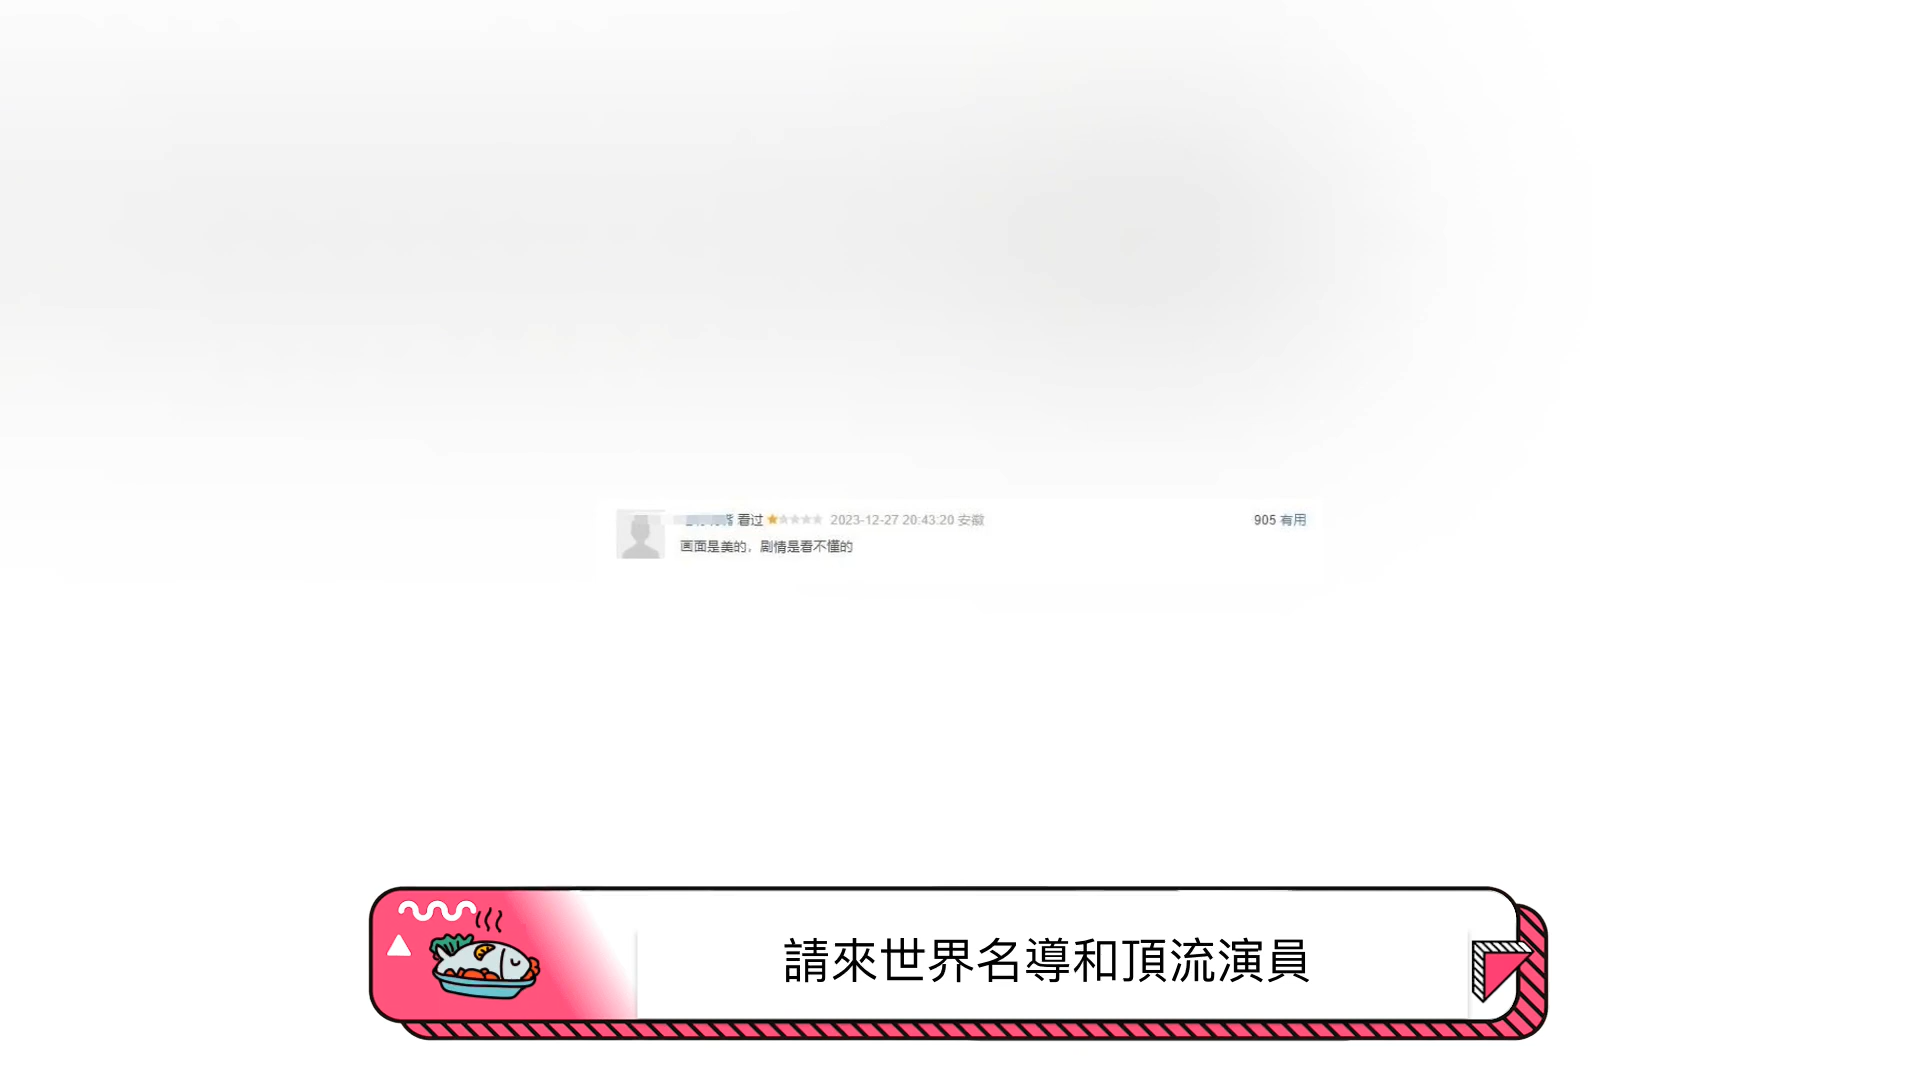 看过 2023-12-27 20:43:20 安徽 905 有用
画面是美的，剧情是看不懂的
請來世界名導和頂流演員